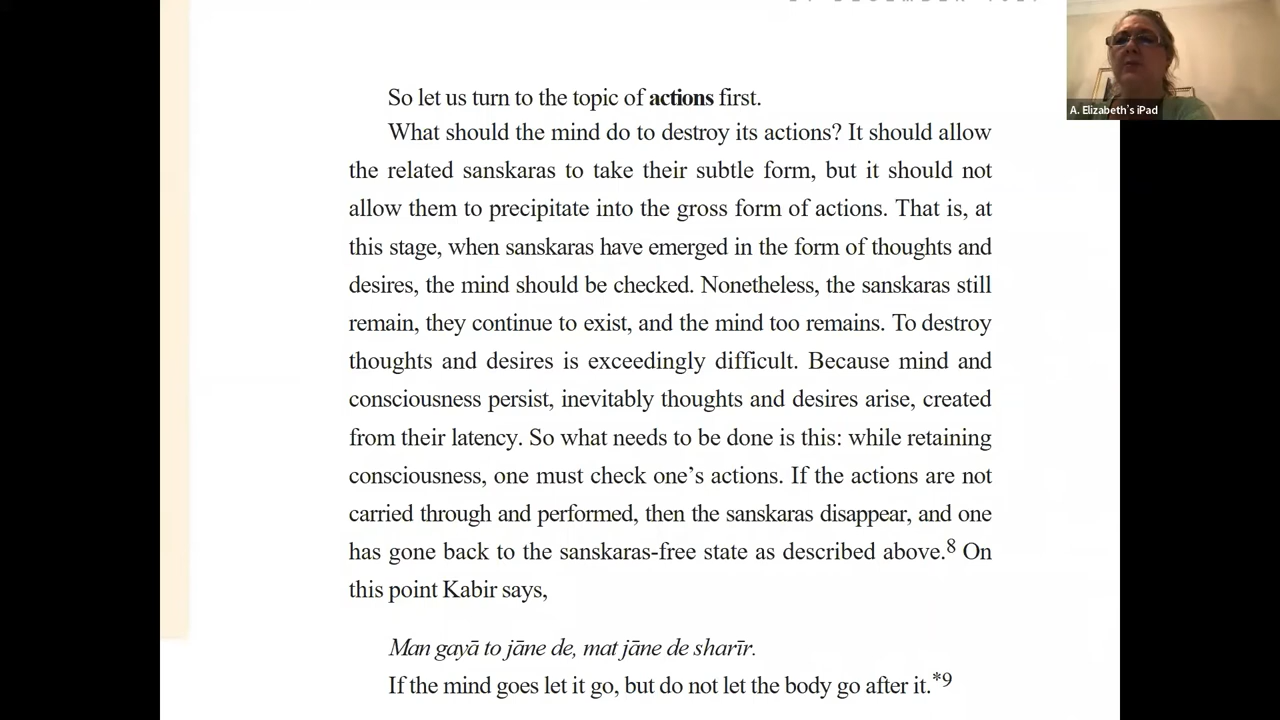 So let us turn to the topic of actions first.
What should the mind do to destroy its actions? It should allow
the related sanskaras to take their subtle form, but it should not
allow them to precipitate into the gross form of actions. That is, at
this stage, when sanskaras have emerged in the form of thoughts and
desires, the mind should be checked. Nonetheless, the sanskaras still
remain, they continue to exist, and the mind too remains. To destroy
thoughts and desires is exceedingly difficult. Because mind and
consciousness persist, inevitably thoughts and desires arise, created
from their latency. So what needs to be done is this: while retaining
consciousness, one must check one’s actions. If the actions are not
carried through and performed, then the sanskaras disappear, and one
has gone back to the sanskaras-free state as described above.8 On
this point Kabir says,
Man gayā to jāne de, mat jāne de sharīr.
If the mind goes let it go, but do not let the body go after it.*9
A. Elizabeth's iPad